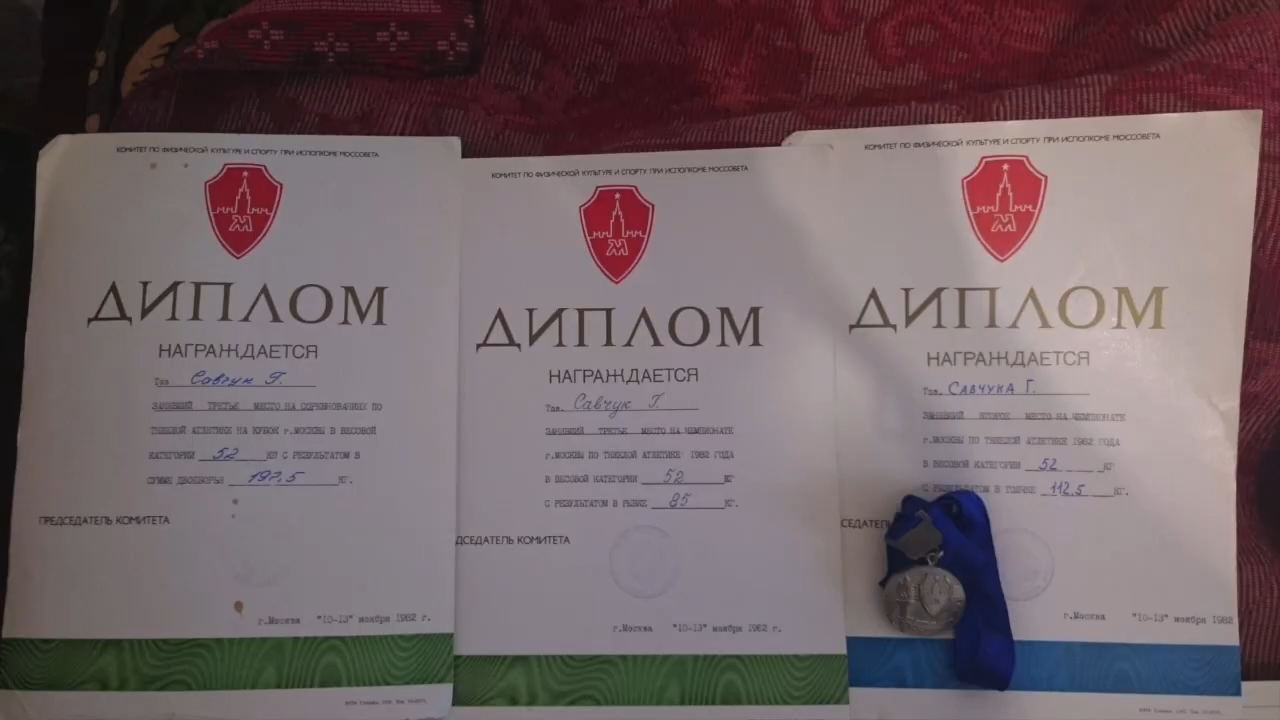 КОМИТЕТ ПО ФИЗИЧЕСКОЙ КУЛЬТУРЕ И СПОРТУ ПРИ ИСПОЛКОМЕ МОССОВЕТА
ДИПЛОМ
НАГРАЖДАЕТСЯ
Тов. Савчук Г.
ЗАНЯВШИЙ ТРЕТЬЕ МЕСТО НА СОРЕВНОВАНИЯХ ПО
ТЯЖЕЛОЙ АТЛЕТИКЕ НА КУБОК г.МОСКВЫ В ВЕСОВОЙ
КАТЕГОРИИ 52 КГ С РЕЗУЛЬТАТОМ В
СУММЕ ДВОЕБОРЬЯ 197,5 КГ.
ПРЕДСЕДАТЕЛЬ КОМИТЕТА
г.Москва "10-13" ноября 1982 г.
КОМИТЕТ ПО ФИЗИЧЕСКОЙ КУЛЬТУРЕ И СПОРТУ ПРИ ИСПОЛКОМЕ МОССОВЕТА
ДИПЛОМ
НАГРАЖДАЕТСЯ
Тов. Савчук Г.
ЗАНЯВШИЙ ТРЕТЬЕ МЕСТО НА ЧЕМПИОНАТЕ
г.МОСКВЫ ПО ТЯЖЕЛОЙ АТЛЕТИКЕ 1982 ГОДА
В ВЕСОВОЙ КАТЕГОРИИ 52 КГ
С РЕЗУЛЬТАТОМ В РЫВКЕ 85 КГ.
ДСЕДАТЕЛЬ КОМИТЕТА
г.Москва "10-13" ноября 1982 г.
КОМИТЕТ ПО ФИЗИЧЕСКОЙ КУЛЬТУРЕ И СПОРТУ ПРИ ИСПОЛКОМЕ МОССОВЕТА
ДИПЛОМ
НАГРАЖДАЕТСЯ
Тов. САВЧУКА Г.
ЗАНЯВШИЙ ВТОРОЕ МЕСТО НА ЧЕМПИОНАТЕ
г.МОСКВЫ ПО ТЯЖЕЛОЙ АТЛЕТИКЕ 1982 ГОДА
В ВЕСОВОЙ КАТЕГОРИИ 52 КГ
С РЕЗУЛЬТАТОМ В ТОЛЧКЕ 112.5 КГ.
СЕДАТЕЛЬ
г.Москва "10-13" ноября 1982